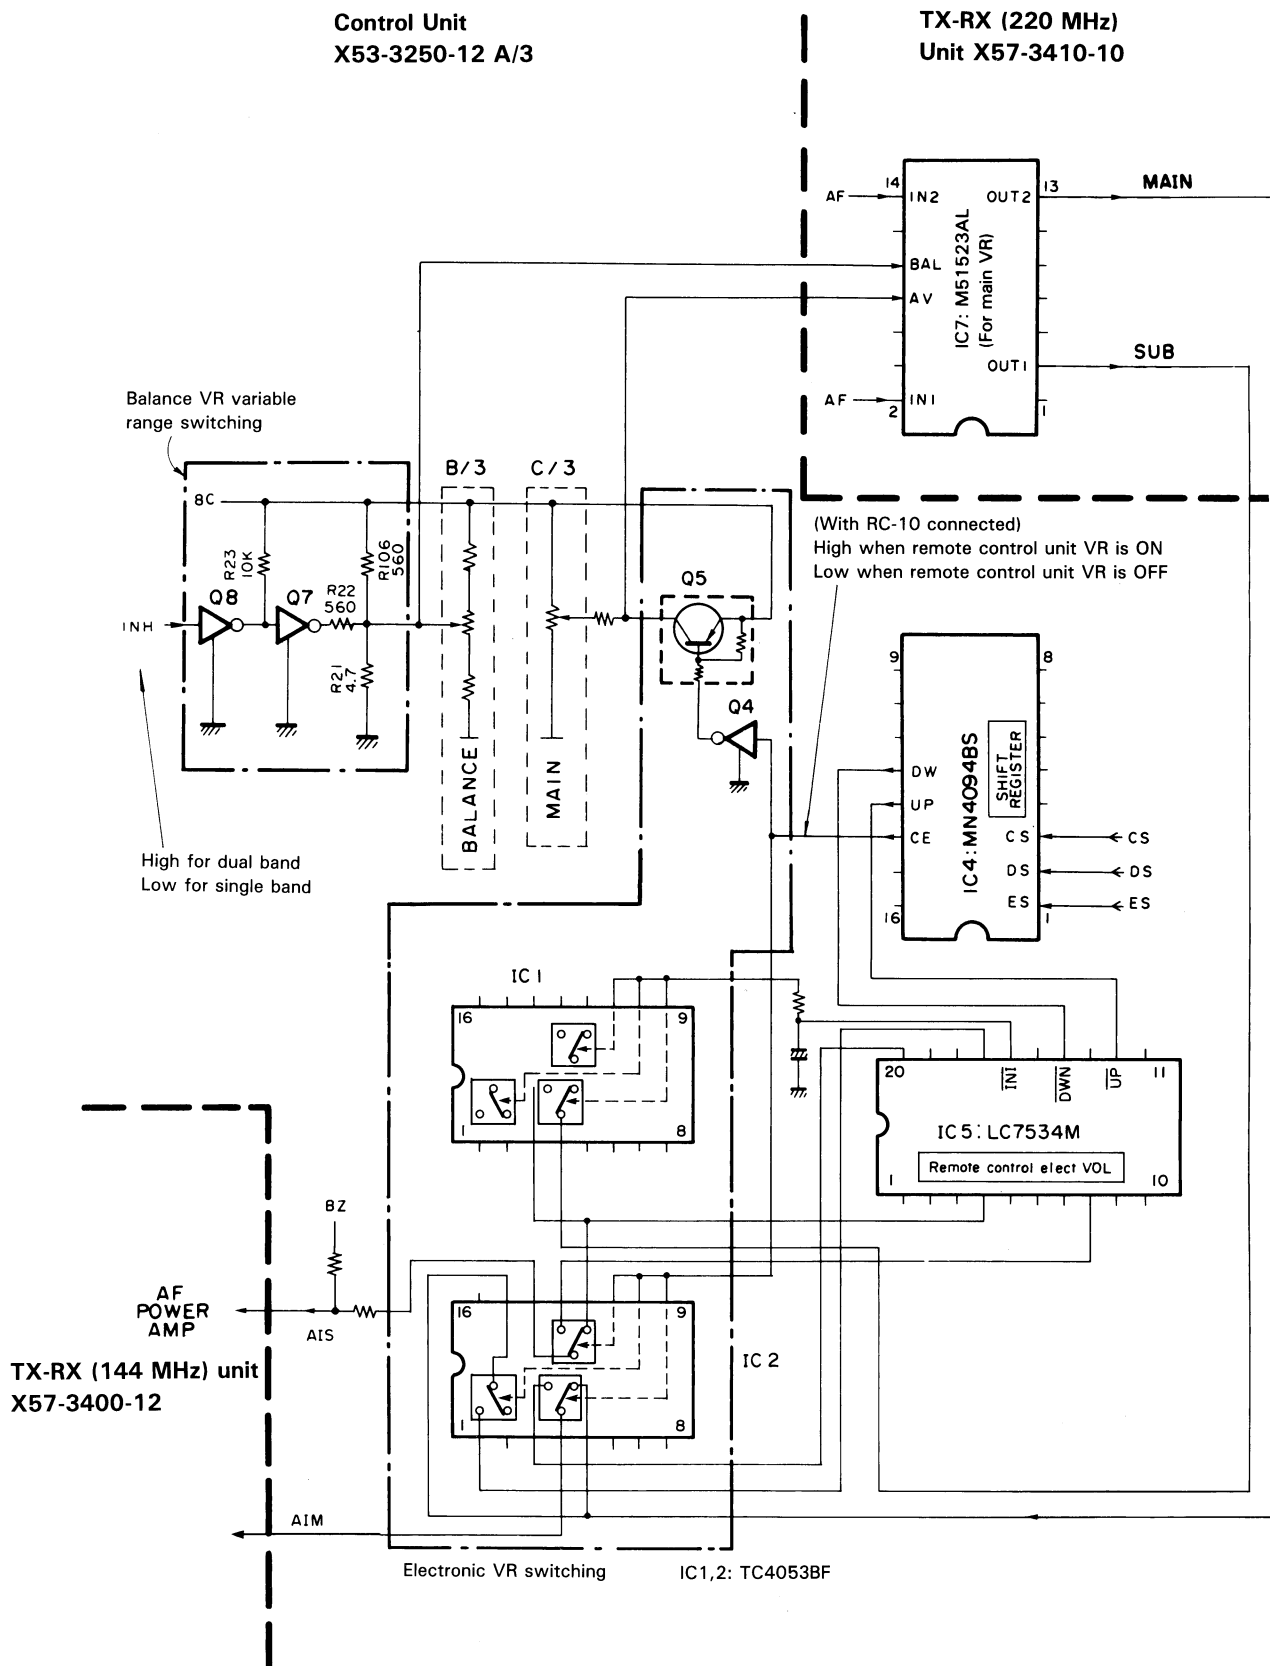 Control Unit
X53-3250-12 A/3
TX-RX (220 MHz)
Unit X57-3410-10
14
13
AF
IN2
OUT2
MAIN
BAL
AV
IC7: M51523AL
(For main VR)
OUT1
SUB
AF
IN1
2
1
Balance VR variable
range switching
8C
B/3
C/3
R23
10K
R106
560
Q8
Q7
R22
560
INH
R21
4.7
BALANCE
MAIN
Q5
Q4
(With RC-10 connected)
High when remote control unit VR is ON
Low when remote control unit VR is OFF
High for dual band
Low for single band
9
8
DW
UP
CE
CS
CS
DS
DS
ES
ES
16
1
IC4:MN4094BS
SHIFT
REGISTER
IC1
16
9
1
8
20
INI
DWN
UP
11
IC5:LC7534M
Remote control elect VOL
1
10
BZ
AF
POWER
AMP
AIS
TX-RX (144 MHz) unit
X57-3400-12
16
9
IC2
1
8
AIM
Electronic VR switching
IC1,2: TC4053BF